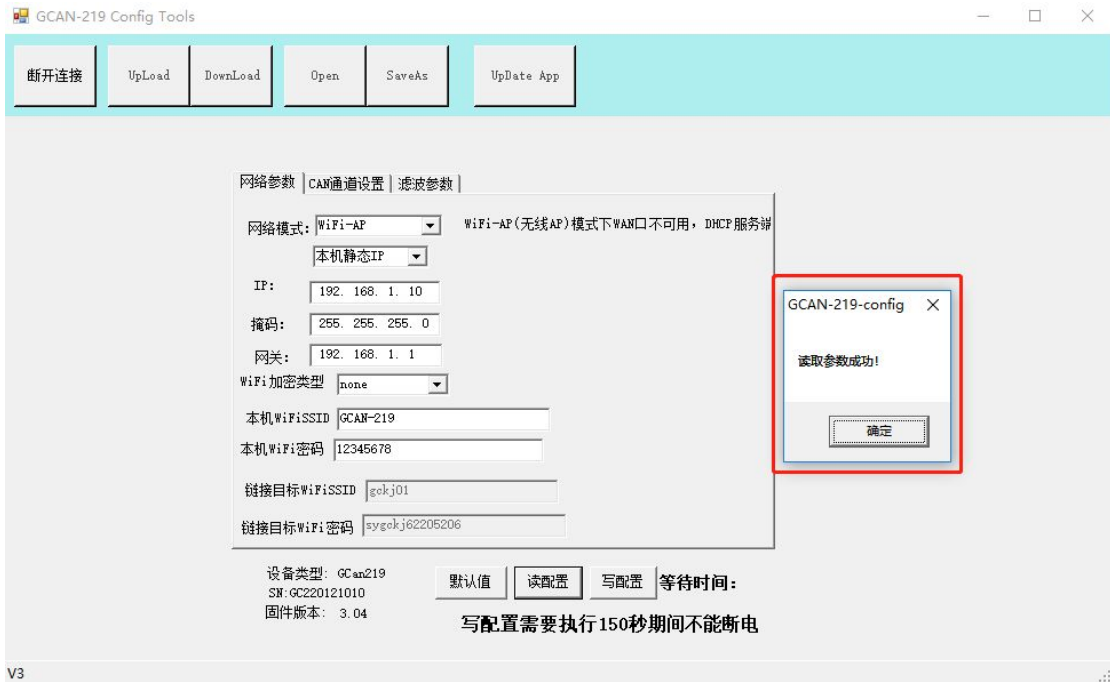 GCAN-219 Config Tools
断开连接 UpLoad DownLoad Open SaveAs UpDate App
网络参数 CAN通道设置 滤波参数
网络模式: WiFi-AP WiFi-AP(无线AP)模式下WAN口不可用,DHCP服务端
本机静态IP
IP: 192. 168. 1. 10
掩码: 255. 255. 255. 0
网关: 192. 168. 1. 1
WiFi加密类型 none
本机WiFiSSID GCAN-219
本机WiFi密码 12345678
链接目标WiFiSSID gckj01
链接目标WiFi密码 sygckj62205206
GCAN-219-config
读取参数成功!
确定
设备类型: GCan219
SN:GC220121010
固件版本: 3.04
默认值 读配置 写配置 等待时间:
写配置需要执行150秒期间不能断电
V3